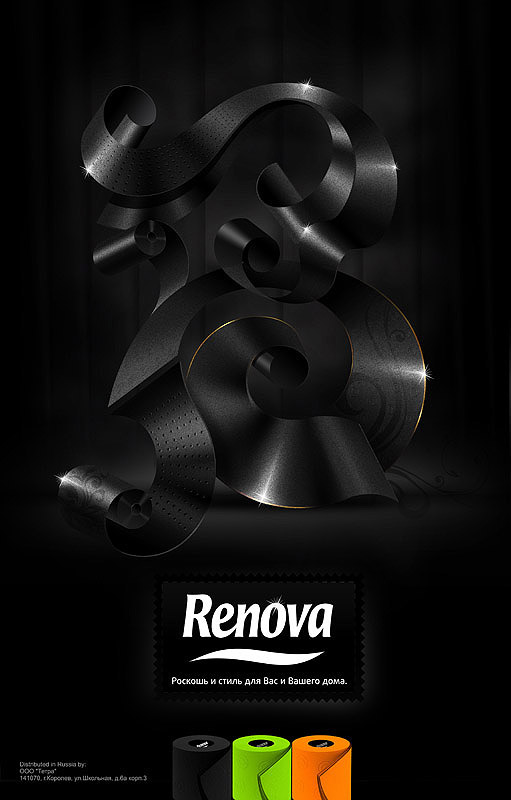 Renova
Роскошь и стиль для Вас и Вашего дома.
Distributed in Russia by:
ООО "Тетра"
141070, г.Королев, ул.Школьная, д.6а корп.3